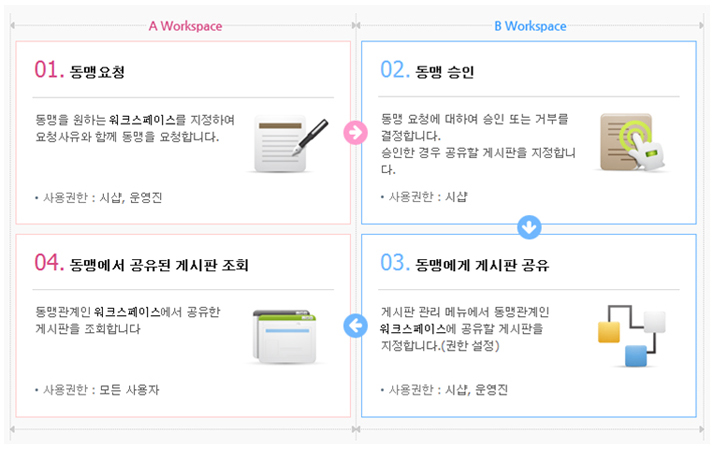 A Workspace
B Workspace
01. 동맹요청
동맹을 원하는 워크스페이스를 지정하여
요청사유와 함께 동맹을 요청합니다.
• 사용권한 : 시샵, 운영진
02. 동맹 승인
동맹 요청에 대하여 승인 또는 거부를
결정합니다.
승인한 경우 공유할 게시판을 지정합니
다.
• 사용권한 : 시샵
03. 동맹에게 게시판 공유
게시판 관리 메뉴에서 동맹관계인
워크스페이스에 공유할 게시판을
지정합니다.(권한 설정)
• 사용권한 : 시샵, 운영진
04. 동맹에서 공유된 게시판 조회
동맹관계인 워크스페이스에서 공유한
게시판을 조회합니다
• 사용권한 : 모든 사용자